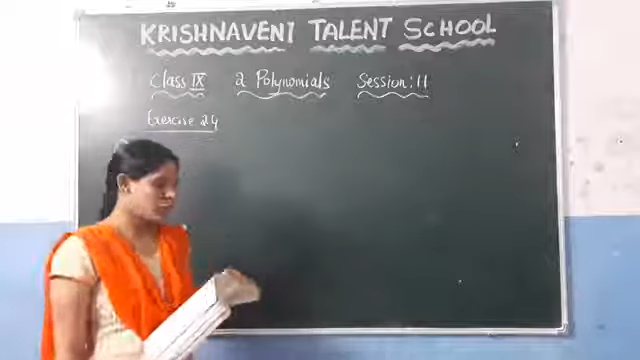 KRISHNAVENI TALENT SCHOOL
Class IX 2 Polynomials Session: 11
Exercise 2.4